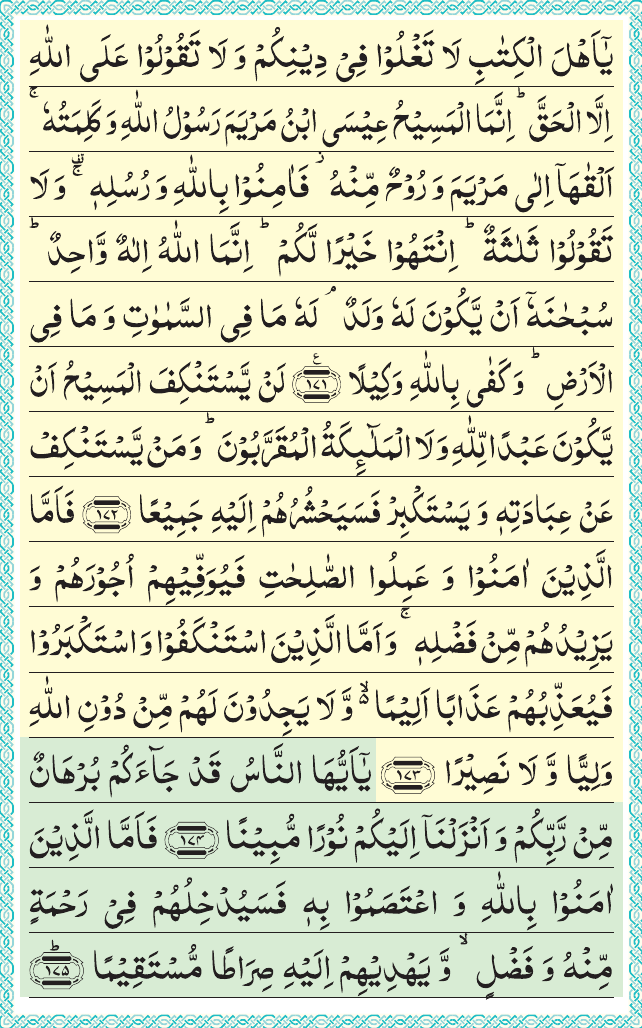 یٰۤاَهْلَ الْكِتٰبِ لَا تَغْلُوْا فِیْ دِیْنِكُمْ وَ لَا تَقُوْلُوْا عَلَی اللّٰهِ
اِلَّا الْحَقَّ ؕ اِنَّمَا الْمَسِیْحُ عِیْسَی ابْنُ مَرْیَمَ رَسُوْلُ اللّٰهِ وَ كَلِمَتُهٗ ۚ
اَلْقٰىهَاۤ اِلٰی مَرْیَمَ وَ رُوْحٌ مِّنْهُ ؗ فَاٰمِنُوْا بِاللّٰهِ وَ رُسُلِهٖ ۚ۫ وَ لَا
تَقُوْلُوْا ثَلٰثَةٌ ؕ اِنْتَهُوْا خَیْرًا لَّكُمْ ؕ اِنَّمَا اللّٰهُ اِلٰهٌ وَّاحِدٌ ؕ
سُبْحٰنَهٗۤ اَنْ یَّكُوْنَ لَهٗ وَلَدٌ ۘ لَهٗ مَا فِی السَّمٰوٰتِ وَ مَا فِی
الْاَرْضِ ؕ وَ كَفٰی بِاللّٰهِ وَكِیْلًا ۧ﴿۱۷۱﴾ لَنْ یَّسْتَنْكِفَ الْمَسِیْحُ اَنْ
یَّكُوْنَ عَبْدًا لِّلّٰهِ وَ لَا الْمَلٰٓىِٕكَةُ الْمُقَرَّبُوْنَ ؕ وَ مَنْ یَّسْتَنْكِفْ
عَنْ عِبَادَتِهٖ وَ یَسْتَكْبِرْ فَسَیَحْشُرُهُمْ اِلَیْهِ جَمِیْعًا ﴿۱۷۲﴾ فَاَمَّا
الَّذِیْنَ اٰمَنُوْا وَ عَمِلُوا الصّٰلِحٰتِ فَیُوَفِّیْهِمْ اُجُوْرَهُمْ وَ
یَزِیْدُهُمْ مِّنْ فَضْلِهٖ ۚ وَ اَمَّا الَّذِیْنَ اسْتَنْكَفُوْا وَ اسْتَكْبَرُوْا
فَیُعَذِّبُهُمْ عَذَابًا اَلِیْمًا ۙ۬ وَّ لَا یَجِدُوْنَ لَهُمْ مِّنْ دُوْنِ اللّٰهِ
وَلِیًّا وَّ لَا نَصِیْرًا ﴿۱۷۳﴾ یٰۤاَیُّهَا النَّاسُ قَدْ جَآءَكُمْ بُرْهَانٌ
مِّنْ رَّبِّكُمْ وَ اَنْزَلْنَاۤ اِلَیْكُمْ نُوْرًا مُّبِیْنًا ﴿۱۷۴﴾ فَاَمَّا الَّذِیْنَ
اٰمَنُوْا بِاللّٰهِ وَ اعْتَصَمُوْا بِهٖ فَسَیُدْخِلُهُمْ فِیْ رَحْمَةٍ
مِّنْهُ وَ فَضْلٍ ۙ وَّ یَهْدِیْهِمْ اِلَیْهِ صِرَاطًا مُّسْتَقِیْمًا ؕ﴿۱۷۵﴾